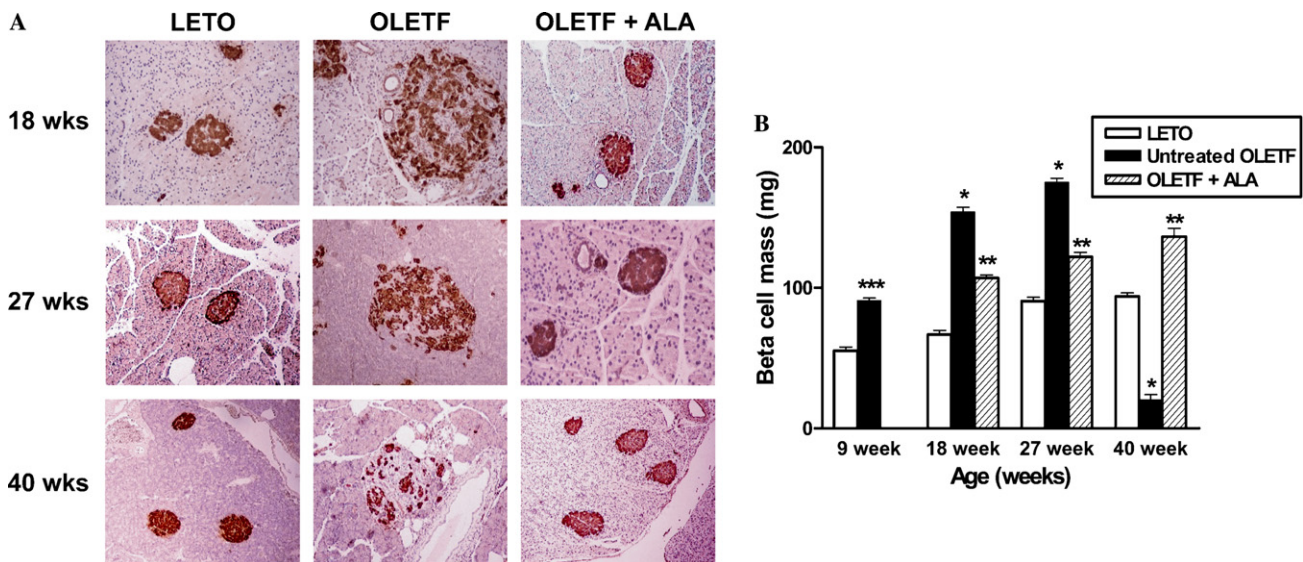 A
LETO OLETF OLETF + ALA
18 wks
27 wks
40 wks
B
LETO
Untreated OLETF
OLETF + ALA
Beta cell mass (mg)
200
100
0
***
*
**
*
**
*
**
9 week 18 week 27 week 40 week
Age (weeks)